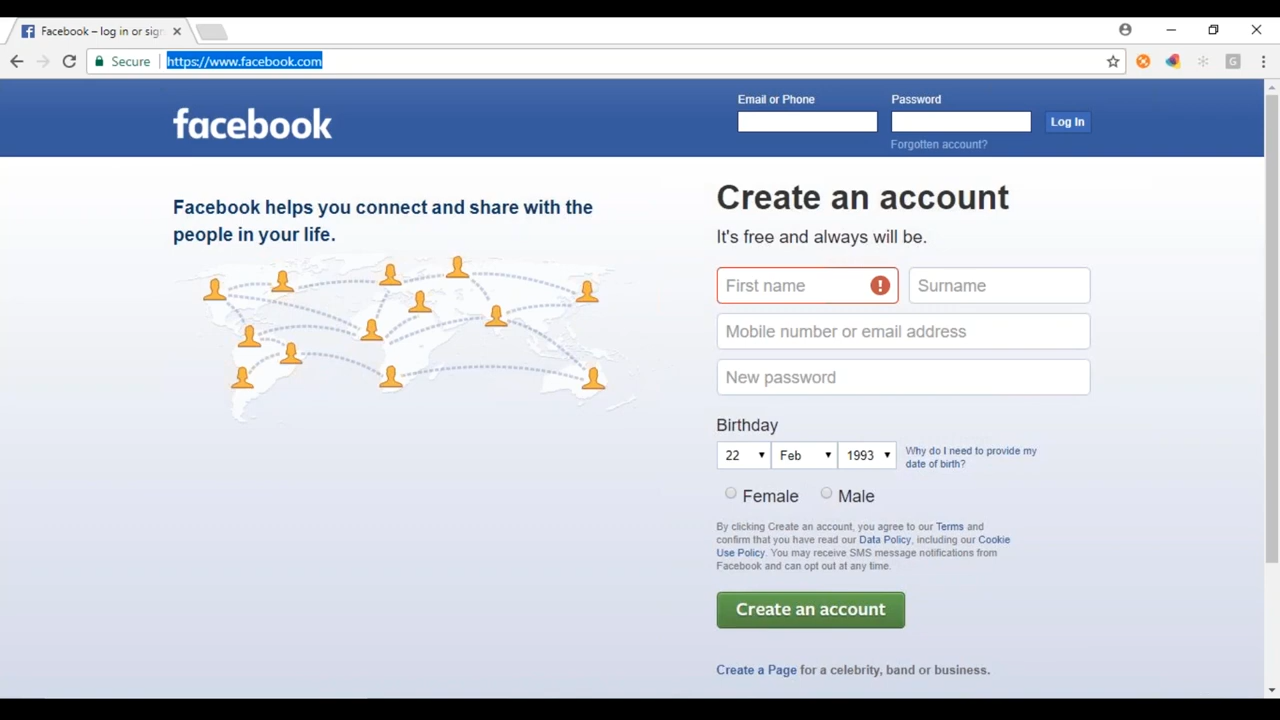 Facebook – log in or sig
Secure
https://www.facebook.com
G
facebook
Email or Phone
Password
Log In
Forgotten account?
Facebook helps you connect and share with the
people in your life.
Create an account
It's free and always will be.
First name
Surname
Mobile number or email address
New password
Birthday
22
Feb
1993
Why do I need to provide my
date of birth?
Female
Male
By clicking Create an account, you agree to our Terms and
confirm that you have read our Data Policy, including our Cookie
Use Policy. You may receive SMS message notifications from
Facebook and can opt out at any time.
Create an account
Create a Page for a celebrity, band or business.